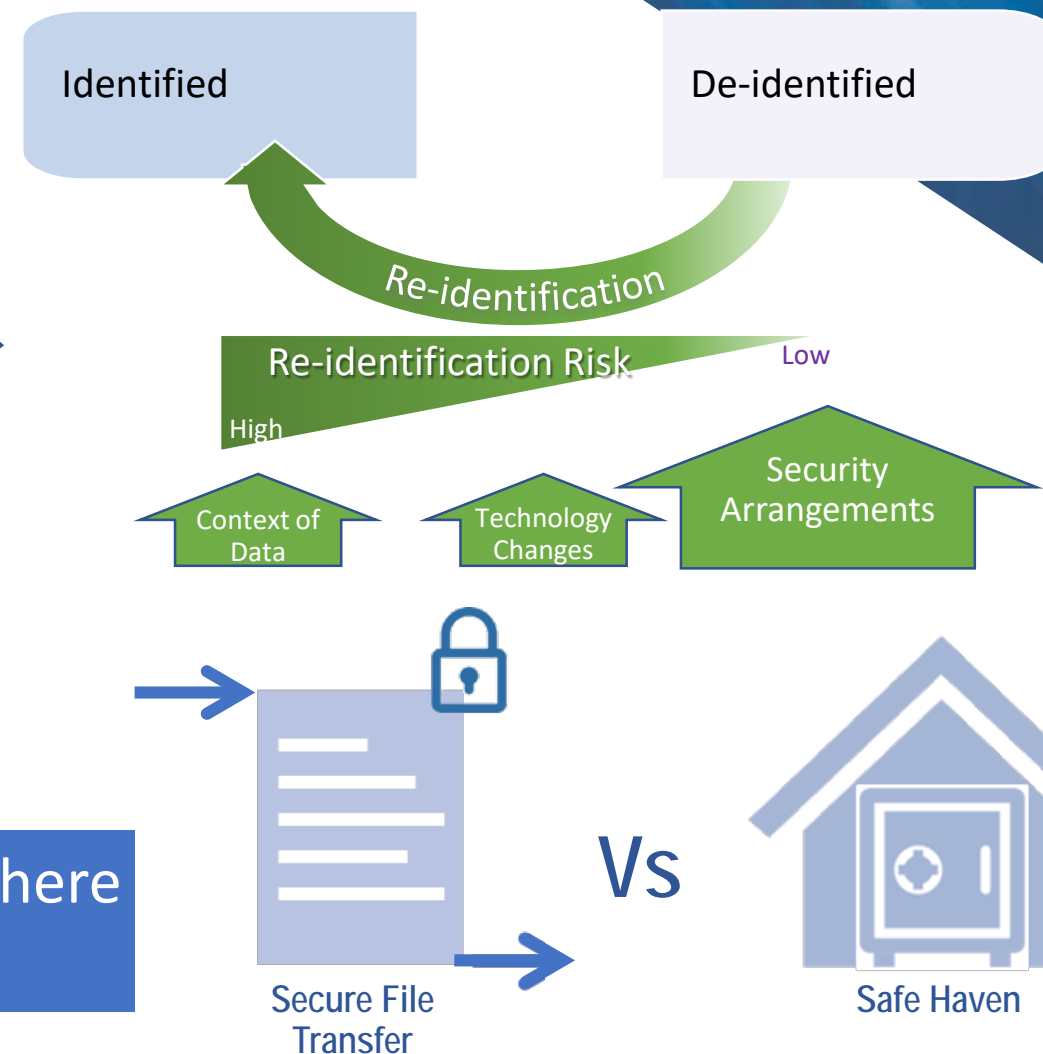 Identified
De-identified
Re-identification
Re-identification Risk
Low
High
Context of
Data
Technology
Changes
Security
Arrangements
here
Vs
Secure File
Transfer
Safe Haven